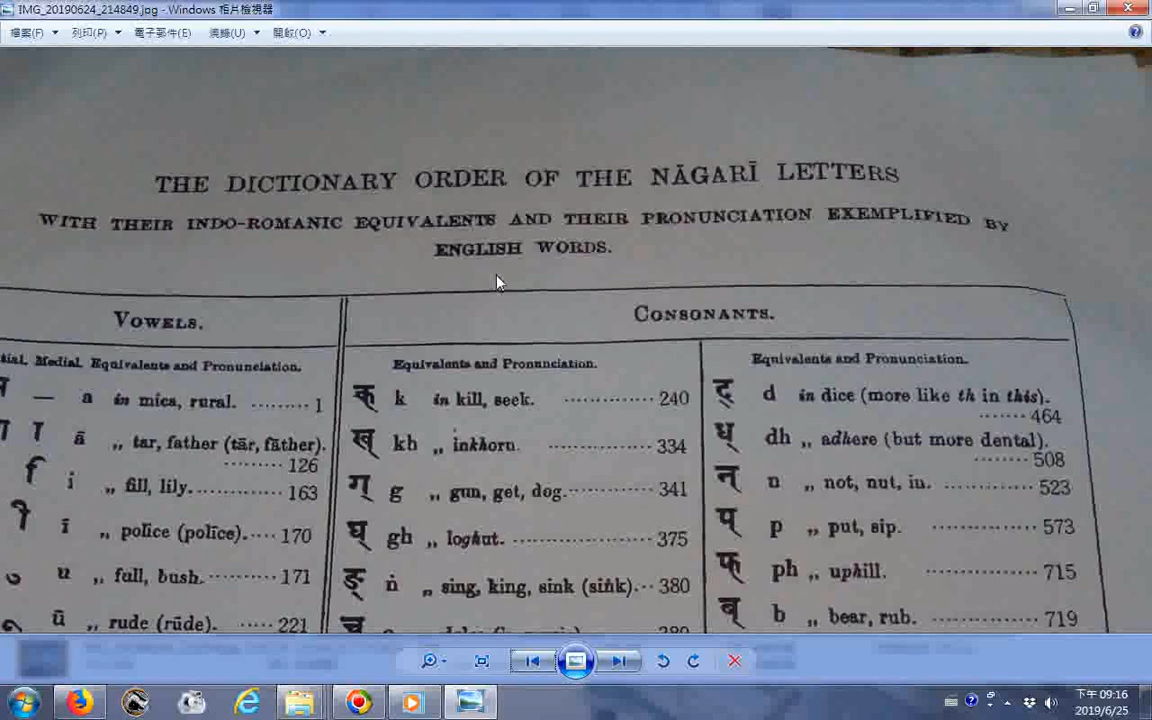 IMG_20190624_214849.jpg - Windows 相片檢視器
檔案(F) 列印(P) 電子郵件(E) 燒錄(U) 開啟(O)
THE DICTIONARY ORDER OF THE NĀGARĪ LETTERS
WITH THEIR INDO-ROMANIC EQUIVALENTS AND THEIR PRONUNCIATION EXEMPLIFIED BY
ENGLISH WORDS.
VOWELS.
Medial. Equivalents and Pronunciation.
— a in mica, rural. ......... 1
ा ā „ tar, father (tār, fāther).
......... 126
ि i „ fill, lily. ............ 163
ी ī „ polīce (polīce). .... 170
u „ full, bush. .......... 171
ū „ rude (rūde). ..... 221
CONSONANTS.
Equivalents and Pronunciation.
क् k in kill, seek. .............. 240
ख् kh „ inkhorn. ................ 334
ग् g „ gun, get, dog. ............. 341
घ् gh „ loghut. ..................... 375
ङ् ṅ „ sing, king, sink (siṅk). .. 380
Equivalents and Pronunciation.
द् d in dice (more like th in this).
....... 464
ध् dh „ adhere (but more dental).
......... 508
न् n „ not, nut, in. .............. 523
प् p „ put, sip. ................ 573
फ् ph „ uphill. .................... 715
ब् b „ bear, rub. ................ 719
下午 09:16
2019/6/25